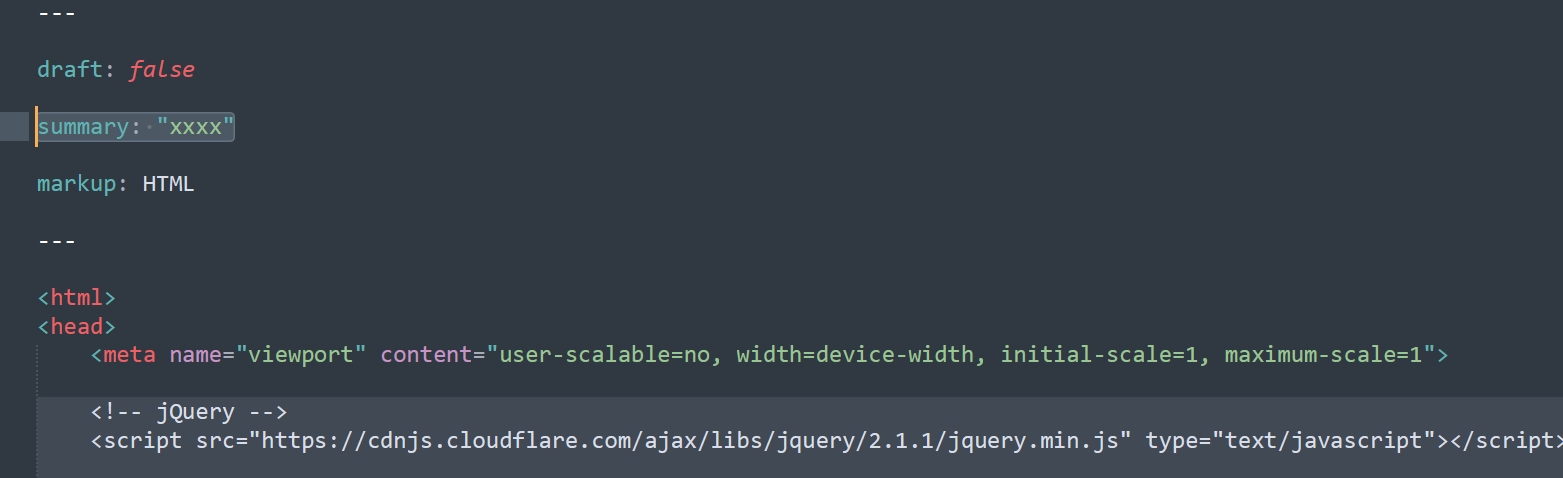 ---
draft: false
summary: "xxxx"
markup: HTML
---
<html>
<head>
<meta name="viewport" content="user-scalable=no, width=device-width, initial-scale=1, maximum-scale=1">
<!-- jQuery -->
<script src="https://cdnjs.cloudflare.com/ajax/libs/jquery/2.1.1/jquery.min.js" type="text/javascript"></script>